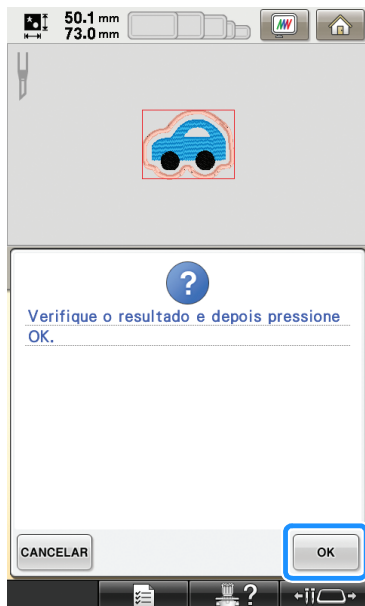 50.1 mm
73.0 mm
?
Verifique o resultado e depois pressione
OK.
CANCELAR
OK
?